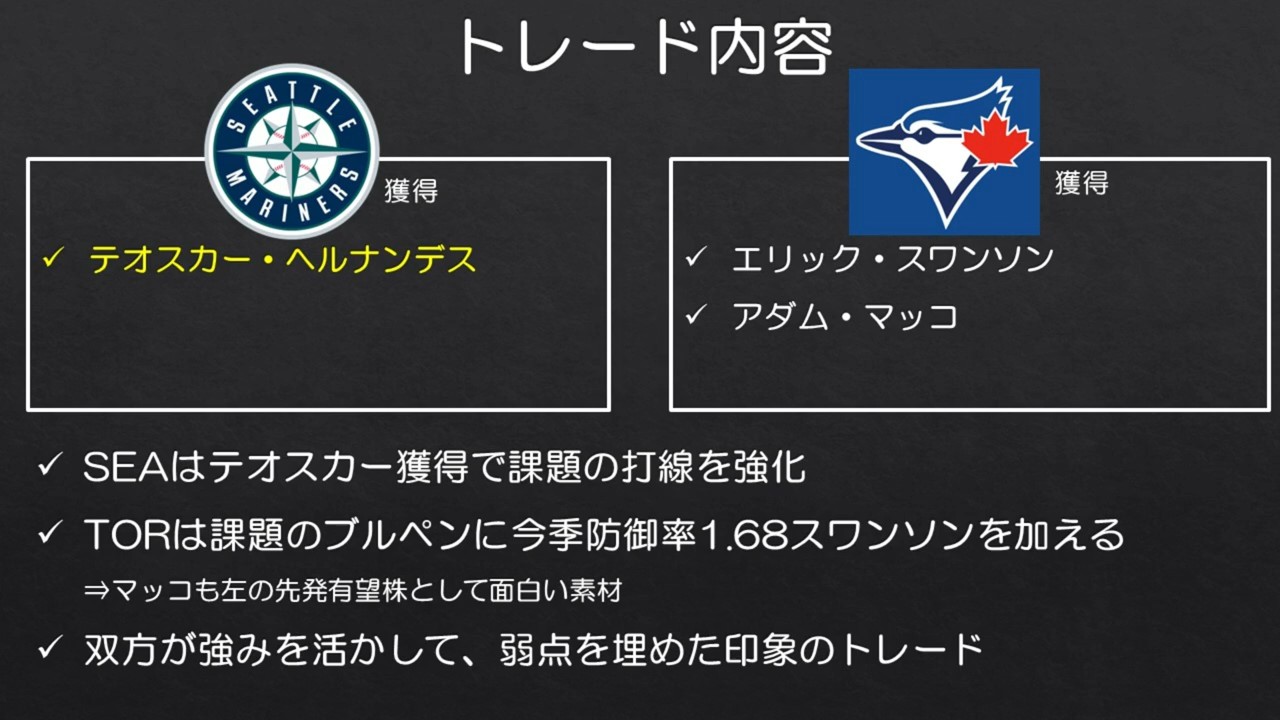 トレード内容
SEATTLE
MARINERS
獲得
✓ テオスカー・ヘルナンデス
獲得
✓ エリック・スワンソン
✓ アダム・マッコ
✓ SEAはテオスカー獲得で課題の打線を強化
✓ TORは課題のブルペンに今季防御率1.68スワンソンを加える
⇒マッコも左の先発有望株として面白い素材
✓ 双方が強みを活かして、弱点を埋めた印象のトレード